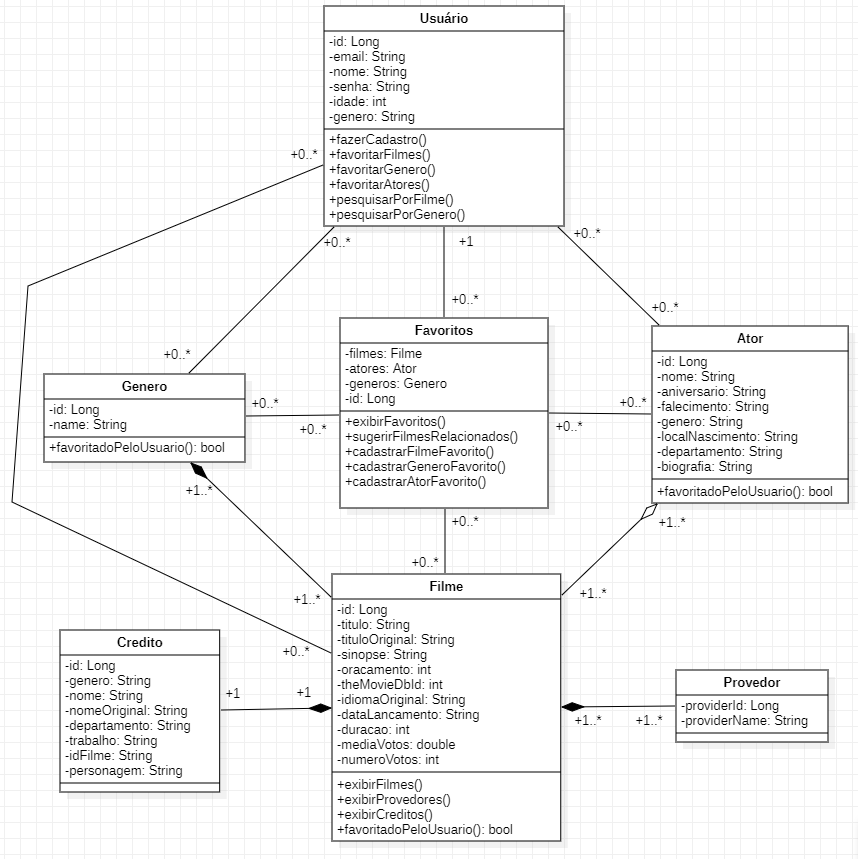 Usuário
-id: Long
-email: String
-nome: String
-senha: String
-idade: int
-genero: String
+fazerCadastro()
+favoritarFilmes()
+favoritarGenero()
+favoritarAtores()
+pesquisarPorFilme()
+pesquisarPorGenero()
+0..*
+0..*
+1
+0..*
+0..*
+0..*
+0..*
Favoritos
-filmes: Filme
-atores: Ator
-generos: Genero
-id: Long
+exibirFavoritos()
+sugerirFilmesRelacionados()
+cadastrarFilmeFavorito()
+cadastrarGeneroFavorito()
+cadastrarAtorFavorito()
Ator
-id: Long
-nome: String
-aniversario: String
-falecimento: String
-genero: String
-localNascimento: String
-departamento: String
-biografia: String
+favoritadoPeloUsuario(): bool
Genero
-id: Long
-name: String
+favoritadoPeloUsuario(): bool
+0..*
+0..*
+0..*
+0..*
+1..*
+1..*
+0..*
+0..*
+1..*
+1..*
+0..*
Filme
-id: Long
-titulo: String
-tituloOriginal: String
-sinopse: String
-oracamento: int
-theMovieDbId: int
-idiomaOriginal: String
-dataLancamento: String
-duracao: int
-mediaVotos: double
-numeroVotos: int
+exibirFilmes()
+exibirProvedores()
+exibirCreditos()
+favoritadoPeloUsuario(): bool
Credito
-id: Long
-genero: String
-nome: String
-nomeOriginal: String
-departamento: String
-trabalho: String
-idFilme: String
-personagem: String
+1
+1
Provedor
-providerId: Long
-providerName: String
+1..*
+1..*